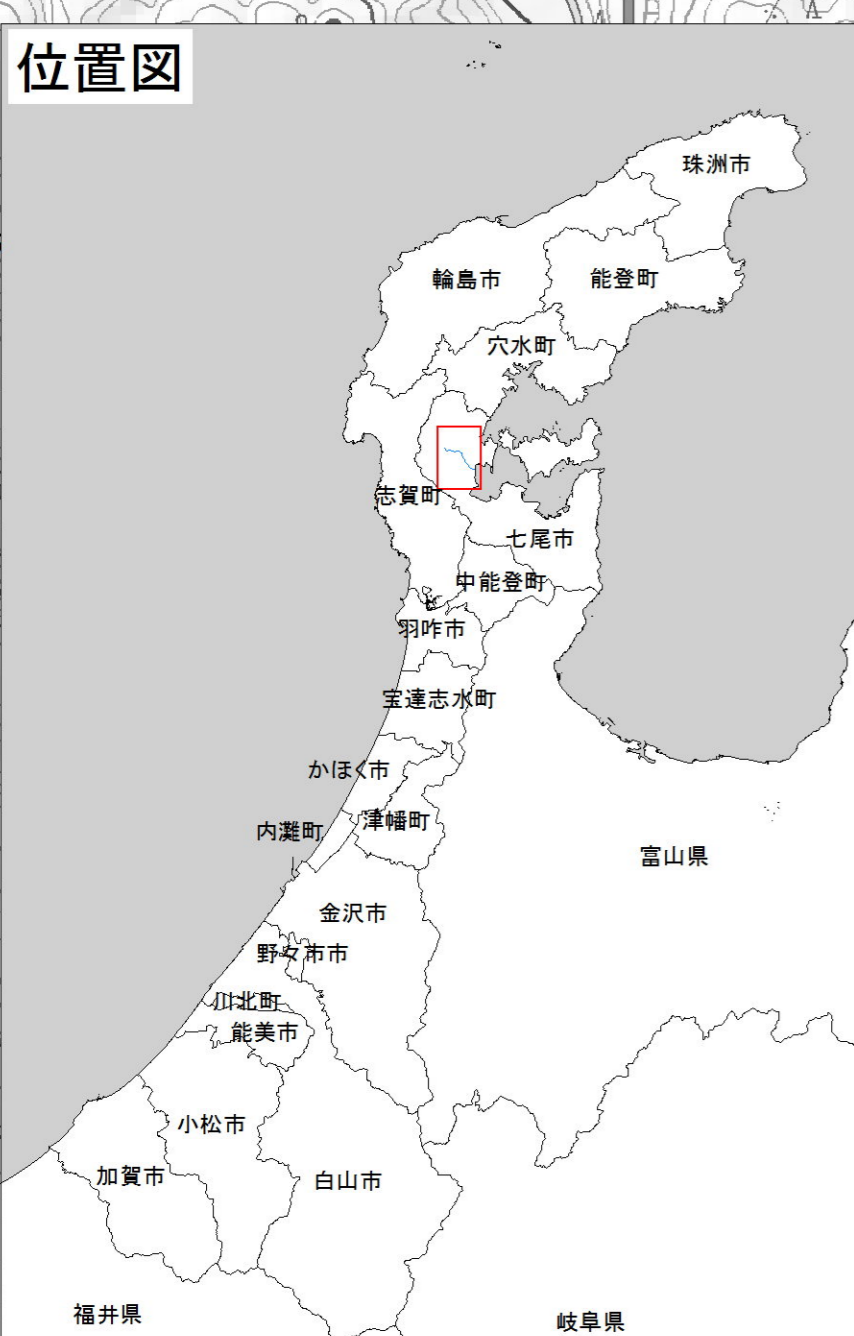 位置図
珠洲市
輪島市
能登町
穴水町
志賀町
七尾市
中能登町
羽咋市
宝達志水町
かほく市
津幡町
内灘町
富山県
金沢市
野々市市
川北町
能美市
小松市
加賀市
白山市
福井県
岐阜県